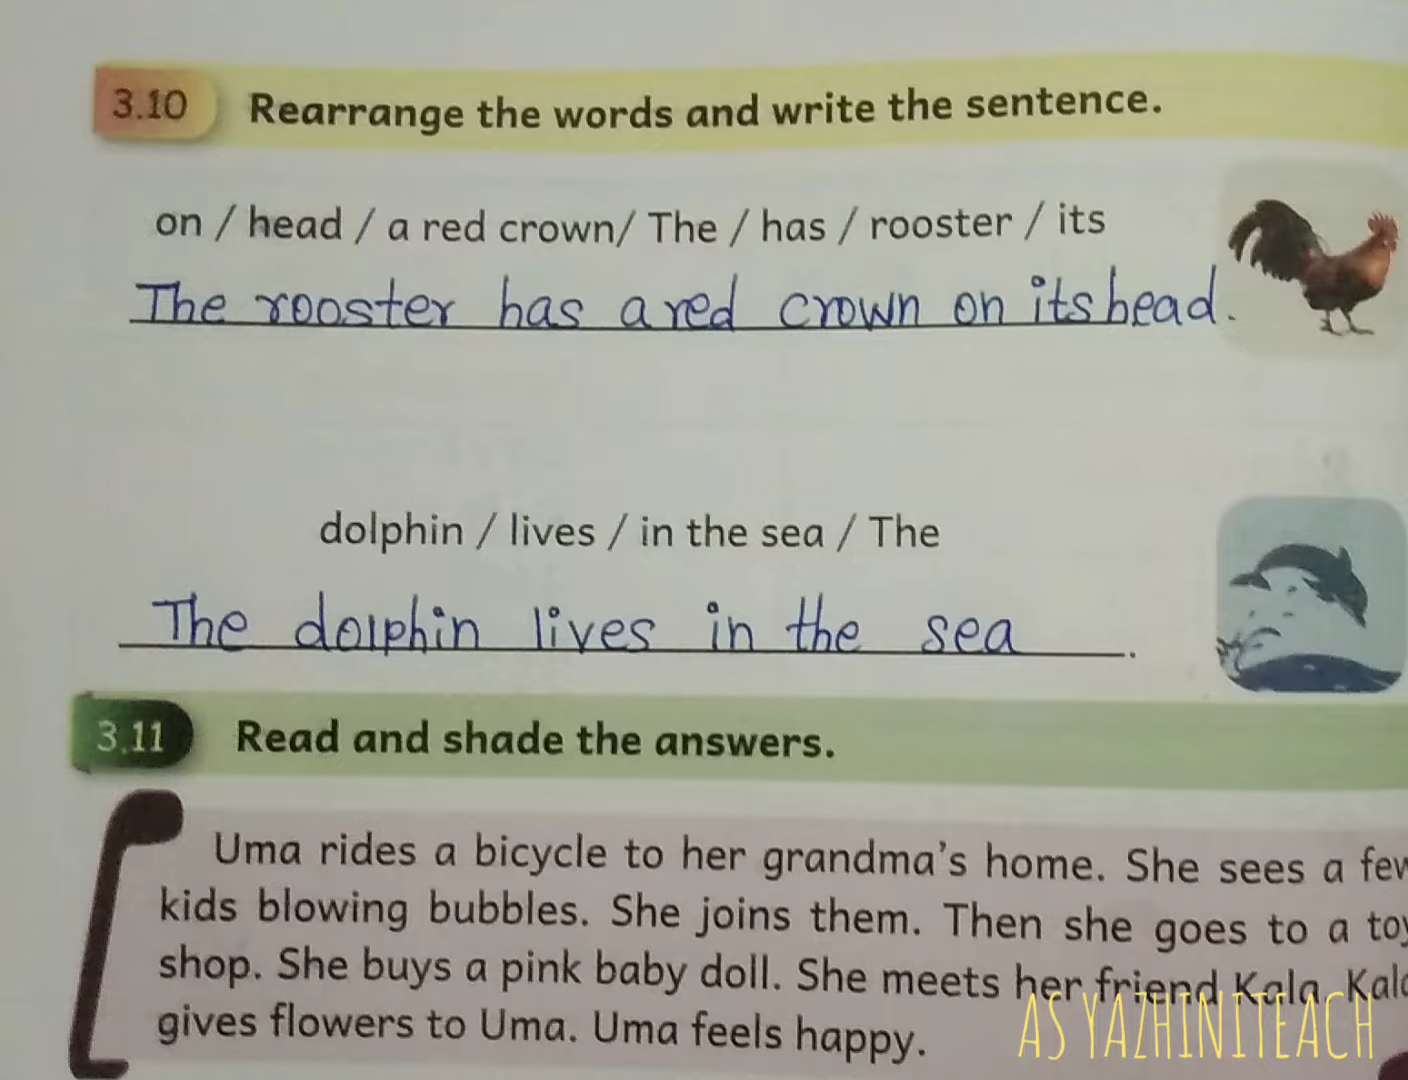 3.10 Rearrange the words and write the sentence.
on / head / a red crown/ The / has / rooster / its
The rooster has a red crown on its head.
dolphin / lives / in the sea / The
The dolphin lives in the sea .
3.11 Read and shade the answers.
Uma rides a bicycle to her grandma's home. She sees a few
kids blowing bubbles. She joins them. Then she goes to a toy
shop. She buys a pink baby doll. She meets her friend Kala. Kala
gives flowers to Uma. Uma feels happy.
AS YAZHINITEACH